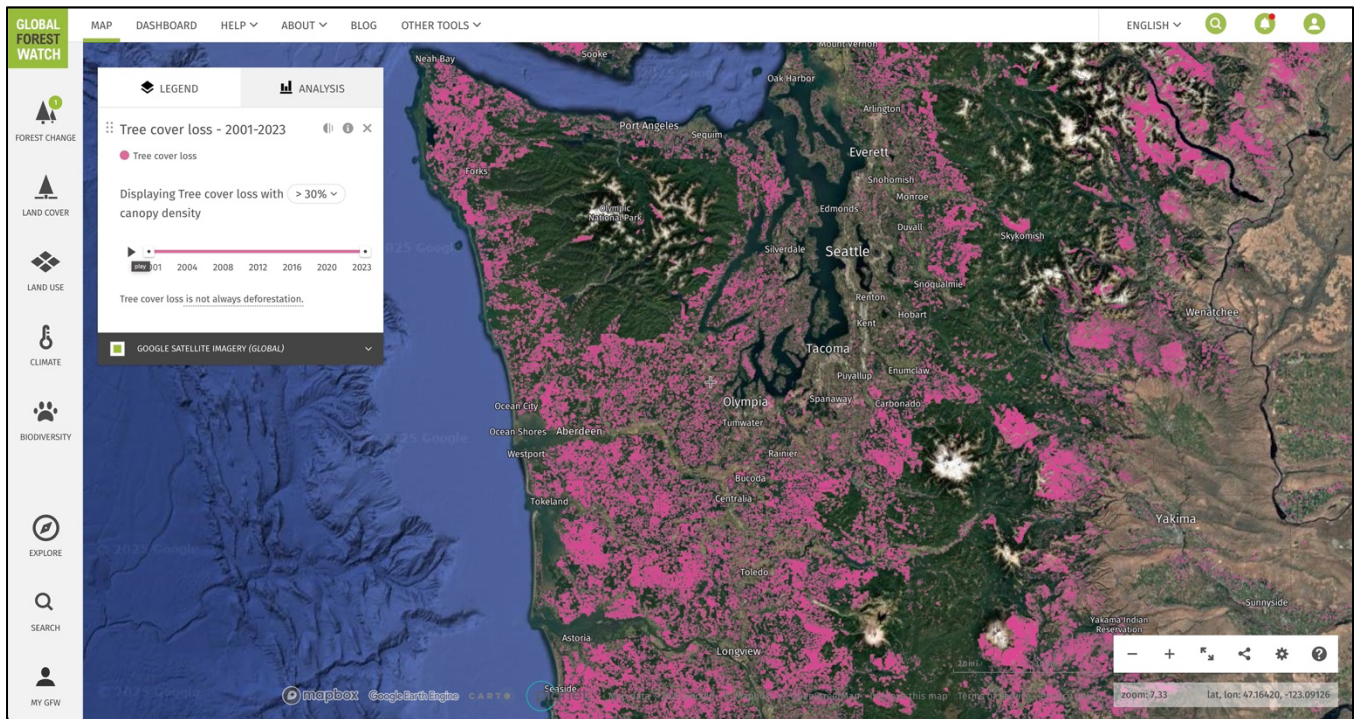 GLOBAL
FOREST
WATCH
MAP DASHBOARD HELP ABOUT BLOG OTHER TOOLS ENGLISH
FOREST CHANGE
1
LAND COVER
LAND USE
CLIMATE
BIODIVERSITY
EXPLORE
SEARCH
MY GFW
LEGEND ANALYSIS
Tree cover loss - 2001-2023
Tree cover loss
Displaying Tree cover loss with > 30%
canopy density
play
2004 2008 2012 2016 2020 2023
Tree cover loss is not always deforestation.
GOOGLE SATELLITE IMAGERY (GLOBAL)
Neah Bay
Sooke
Mount Vernon
Oak Harbor
Arlington
Port Angeles
Sequim
Everett
Forks
Snohomish
Monroe
Olympic
National Park
Edmonds
Duvall
Skykomish
Silverdale
Seattle
Snoqualmie
Renton
Wenatchee
Kent
Hobart
Tacoma
Enumclaw
Puyallup
Ocean City
Olympia
Spanaway
Carbonado
Tumwater
Ocean Shores
Aberdeen
Westport
Rainier
Bucoda
Tokeland
Centralia
Yakima
Toledo
Sunnyside
Yakama Indian
Reservation
Astoria
Longview
Seaside
mapbox Google Earth Engine CARTO
zoom: 7.33 lat, lon: 47.16420, -123.09126